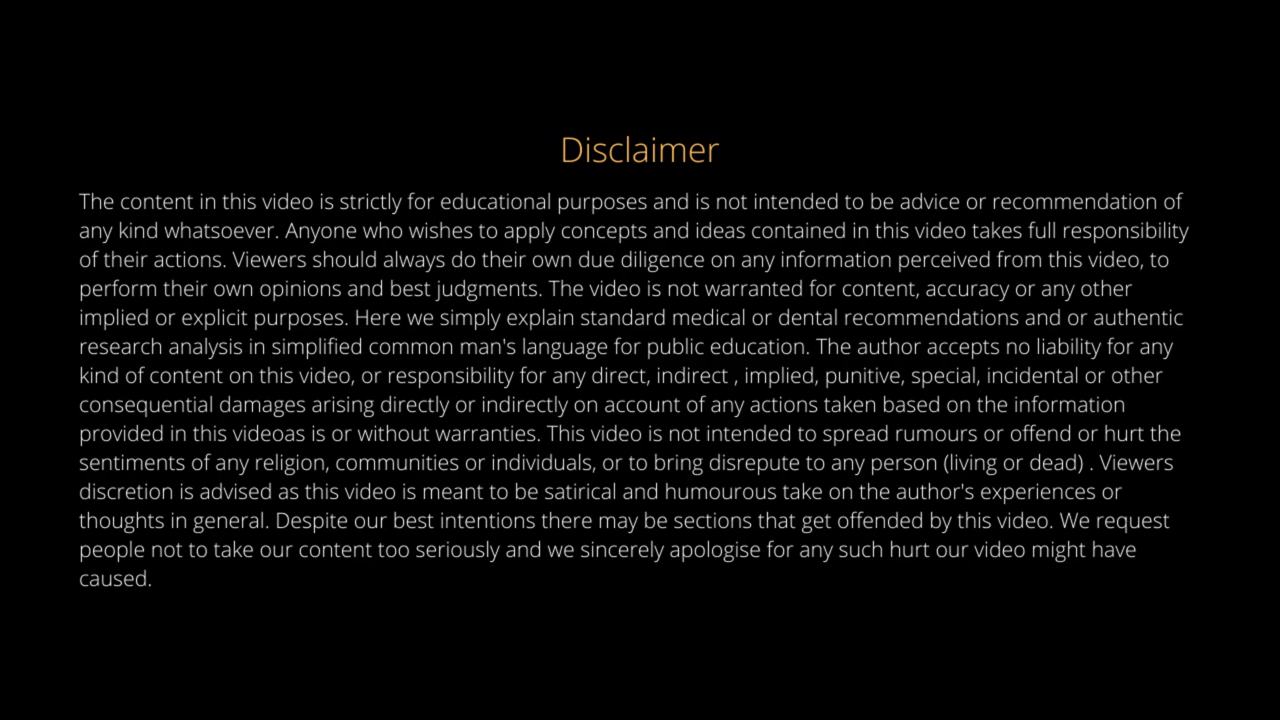 Disclaimer
The content in this video is strictly for educational purposes and is not intended to be advice or recommendation of
any kind whatsoever. Anyone who wishes to apply concepts and ideas contained in this video takes full responsibility
of their actions. Viewers should always do their own due diligence on any information perceived from this video, to
perform their own opinions and best judgments. The video is not warranted for content, accuracy or any other
implied or explicit purposes. Here we simply explain standard medical or dental recommendations and or authentic
research analysis in simplified common man's language for public education. The author accepts no liability for any
kind of content on this video, or responsibility for any direct, indirect , implied, punitive, special, incidental or other
consequential damages arising directly or indirectly on account of any actions taken based on the information
provided in this videoas is or without warranties. This video is not intended to spread rumours or offend or hurt the
sentiments of any religion, communities or individuals, or to bring disrepute to any person (living or dead) . Viewers
discretion is advised as this video is meant to be satirical and humourous take on the author's experiences or
thoughts in general. Despite our best intentions there may be sections that get offended by this video. We request
people not to take our content too seriously and we sincerely apologise for any such hurt our video might have
caused.